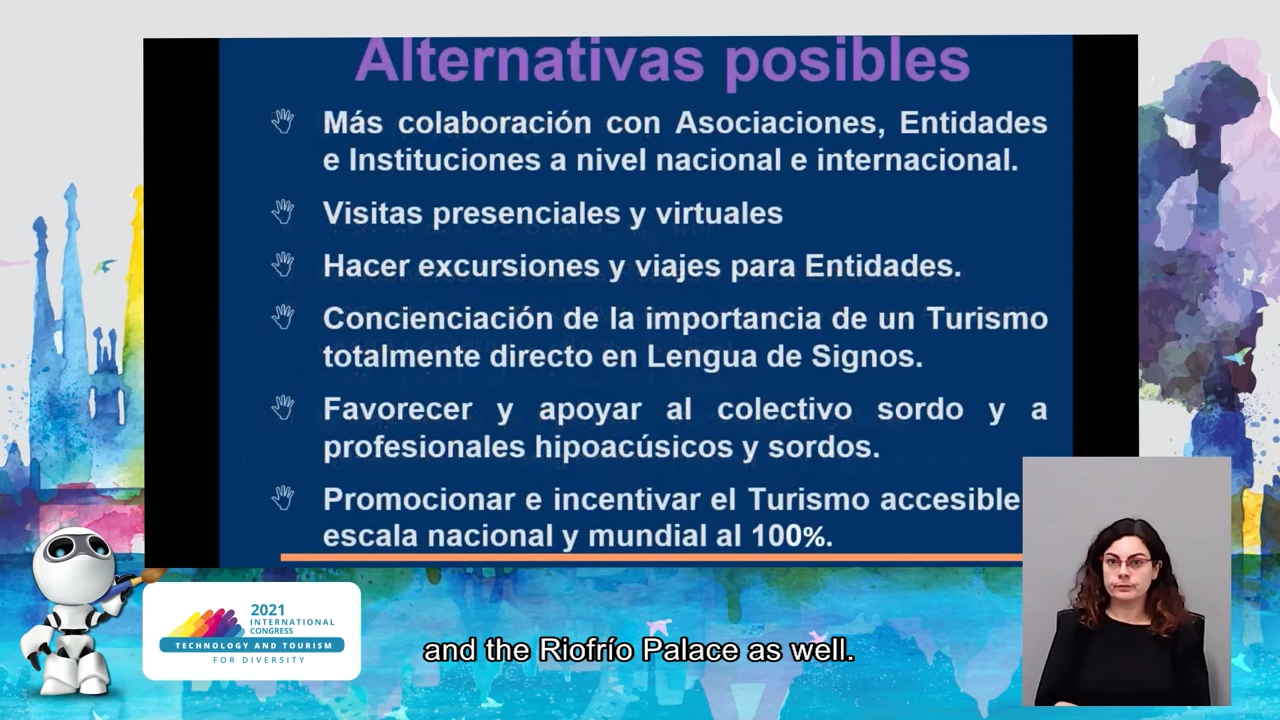 Alternativas posibles
Más colaboración con Asociaciones, Entidades
e Instituciones a nivel nacional e internacional.
Visitas presenciales y virtuales
Hacer excursiones y viajes para Entidades.
Concienciación de la importancia de un Turismo
totalmente directo en Lengua de Signos.
Favorecer y apoyar al colectivo sordo y a
profesionales hipoacúsicos y sordos.
Promocionar e incentivar el Turismo accesible
escala nacional y mundial al 100%.
2021
INTERNATIONAL
CONGRESS
TECHNOLOGY AND TOURISM
FOR DIVERSITY
and the Riofrío Palace as well.